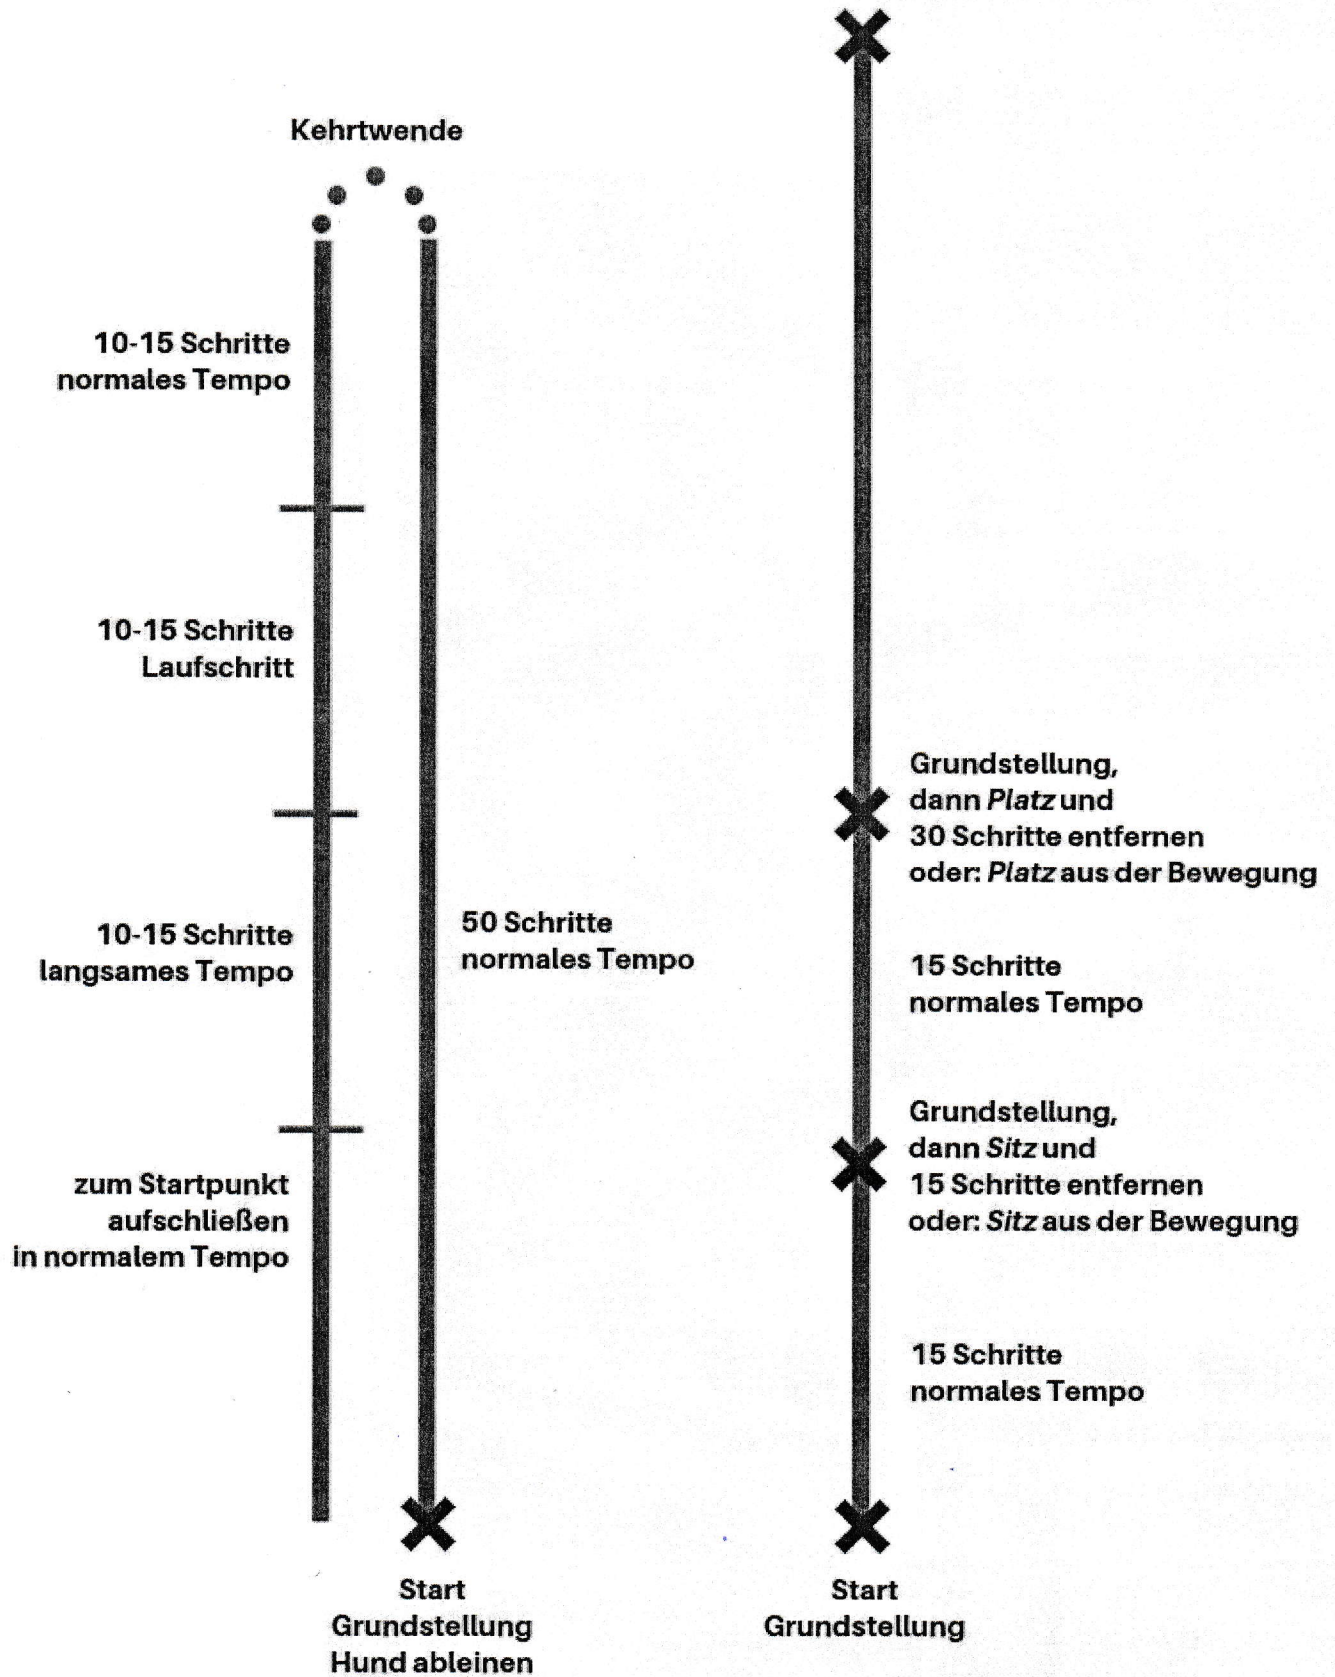 Kehrtwende
10-15 Schritte
normales Tempo
10-15 Schritte
Laufschritt
10-15 Schritte
langsames Tempo
zum Startpunkt
aufschließen
in normalem Tempo
50 Schritte
normales Tempo
Start
Grundstellung
Hund ableinen
Grundstellung,
dann Platz und
30 Schritte entfernen
oder: Platz aus der Bewegung
15 Schritte
normales Tempo
Grundstellung,
dann Sitz und
15 Schritte entfernen
oder: Sitz aus der Bewegung
15 Schritte
normales Tempo
Start
Grundstellung